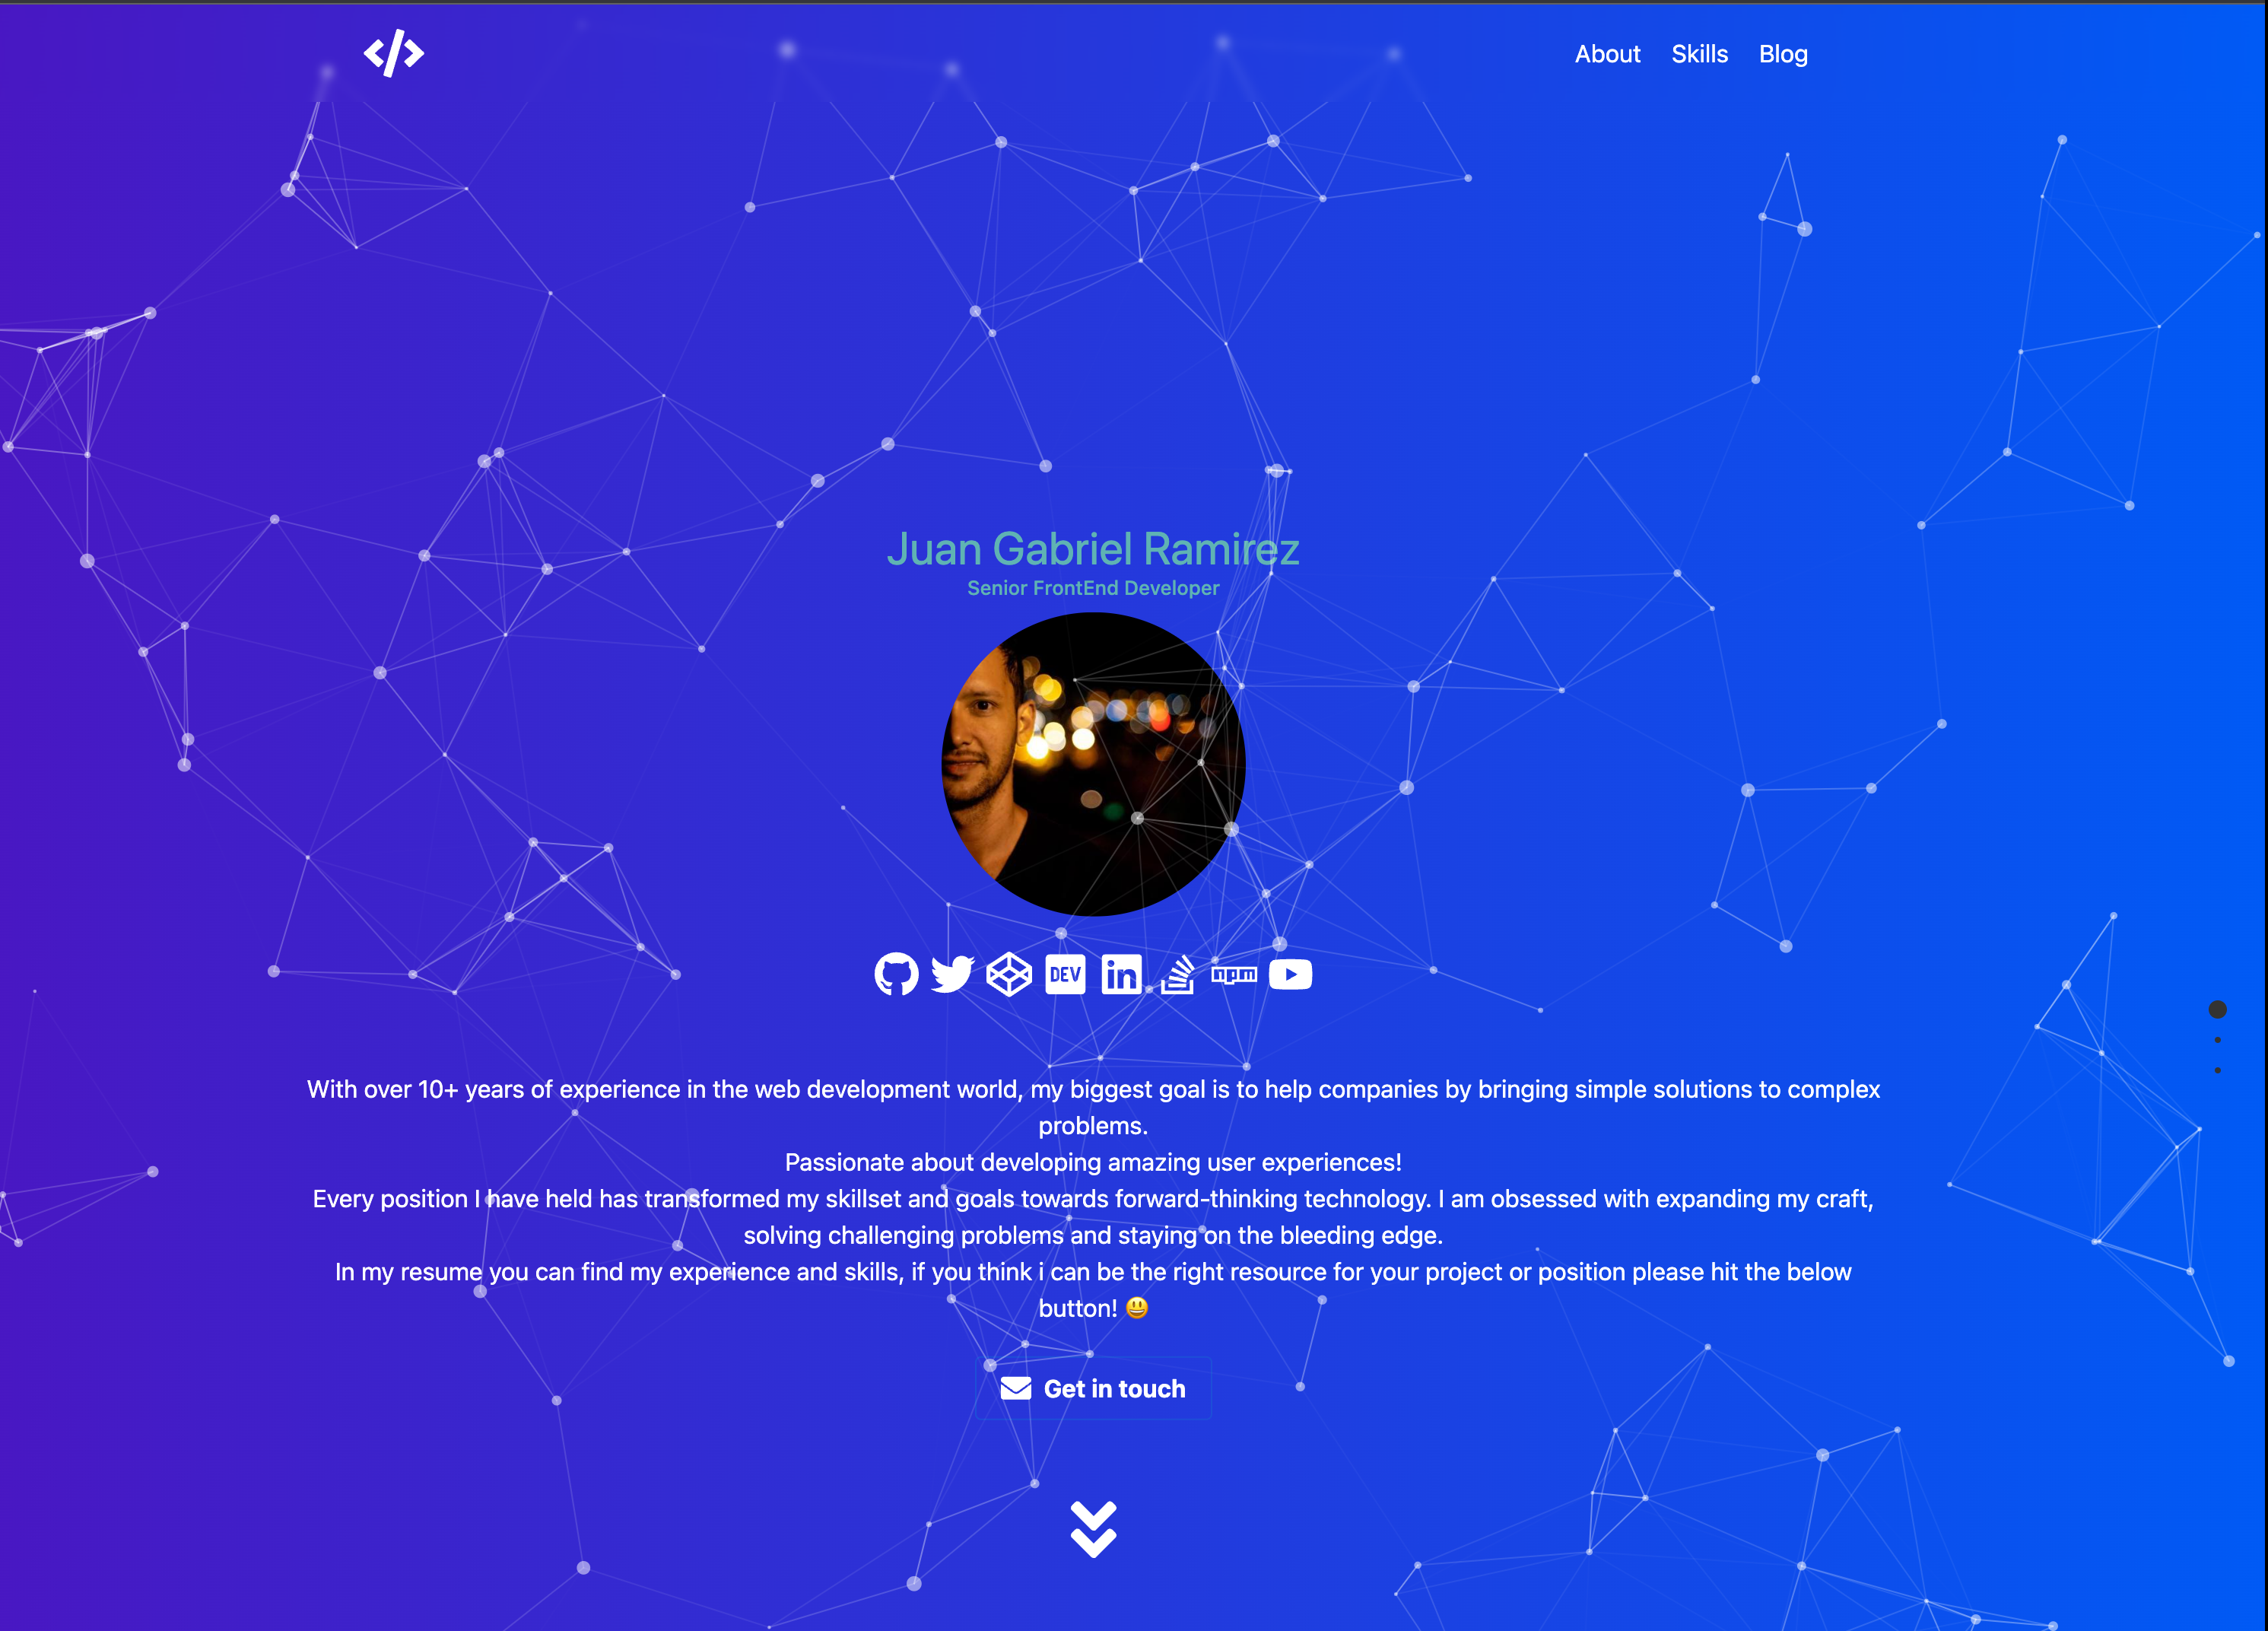 </>
About Skills Blog
Juan Gabriel Ramirez
Senior FrontEnd Developer
DEV in npm
With over 10+ years of experience in the web development world, my biggest goal is to help companies by bringing simple solutions to complex
problems.
Passionate about developing amazing user experiences!
Every position I have held has transformed my skillset and goals towards forward-thinking technology. I am obsessed with expanding my craft,
solving challenging problems and staying on the bleeding edge.
In my resume you can find my experience and skills, if you think i can be the right resource for your project or position please hit the below
button! 😃
Get in touch